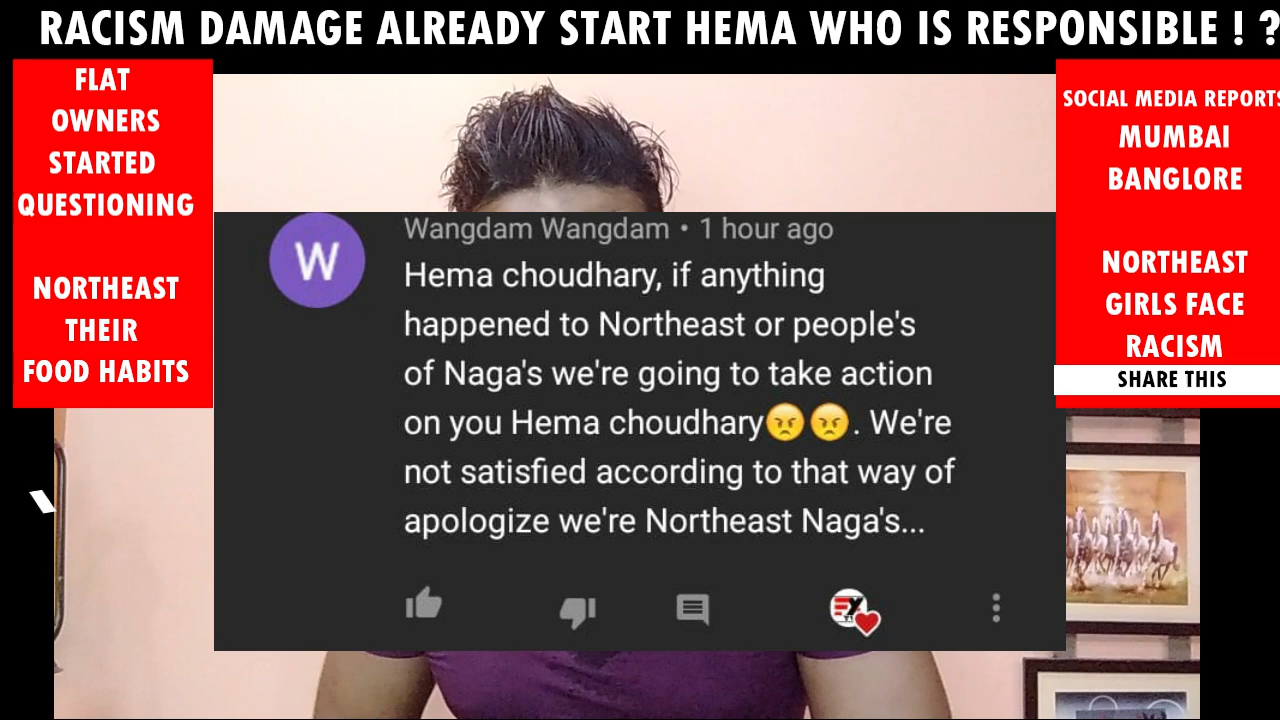 RACISM DAMAGE ALREADY START HEMA WHO IS RESPONSIBLE ! ?
FLAT
OWNERS
STARTED
QUESTIONING
NORTHEAST
THEIR
FOOD HABITS
W
Wangdam Wangdam • 1 hour ago
Hema choudhary, if anything
happened to Northeast or people's
of Naga's we're going to take action
on you Hema choudhary😠😠. We're
not satisfied according to that way of
apologize we're Northeast Naga's...
SOCIAL MEDIA REPORTS
MUMBAI
BANGLORE
NORTHEAST
GIRLS FACE
RACISM
SHARE THIS